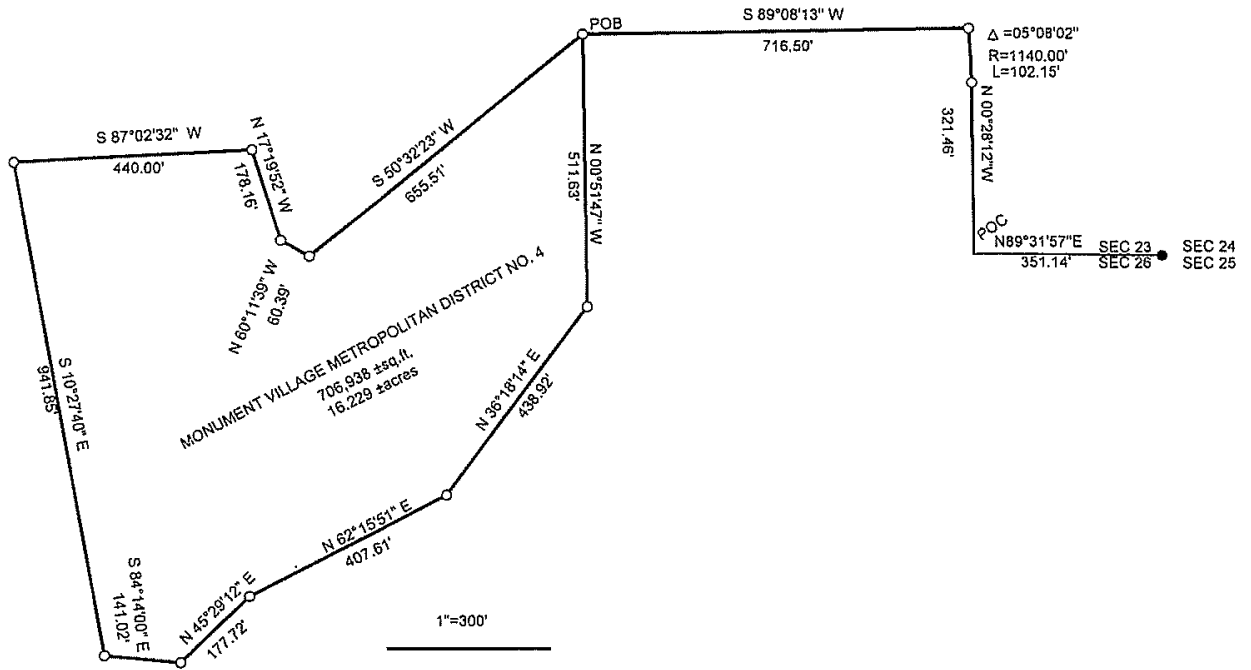 S 89°08'13" W
716.50'
POB
Δ =05°08'02"
R=1140.00'
L=102.15'
N 00°28'12"W
321.46'
POC
N89°31'57"E
351.14'
SEC 23
SEC 24
SEC 26
SEC 25
S 87°02'32" W
440.00'
N 17°19'52" W
178.16'
S 50°32'23" W
655.51'
N 00°51'47" W
511.63'
N 60°11'39" W
60.39'
MONUMENT VILLAGE METROPOLITAN DISTRICT NO. 4
706,938 ±sq.ft.
16.229 ±acres
S 10°27'40" E
941.85'
N 36°18'14" E
438.92'
N 62°15'51" E
407.61'
S 84°14'00" E
141.02'
N 45°29'12" E
177.72'
1"=300'